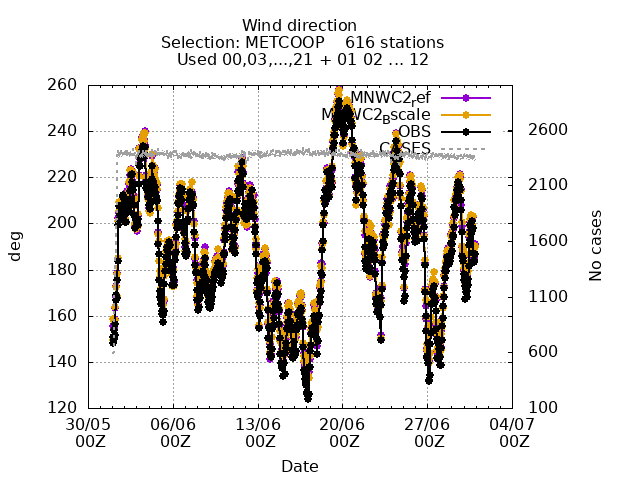 Wind direction
Selection: METCOOP    616 stations
Used 00,03,...,21 + 01 02 ... 12
260
240
220
200
180
160
140
120
deg
2600
2100
1600
1100
600
100
No cases
MNWC2_ref
MNWC2_Bscale
OBS
CASES
30/05 06/06 13/06 20/06 27/06 04/07
00Z 00Z 00Z 00Z 00Z 00Z
Date